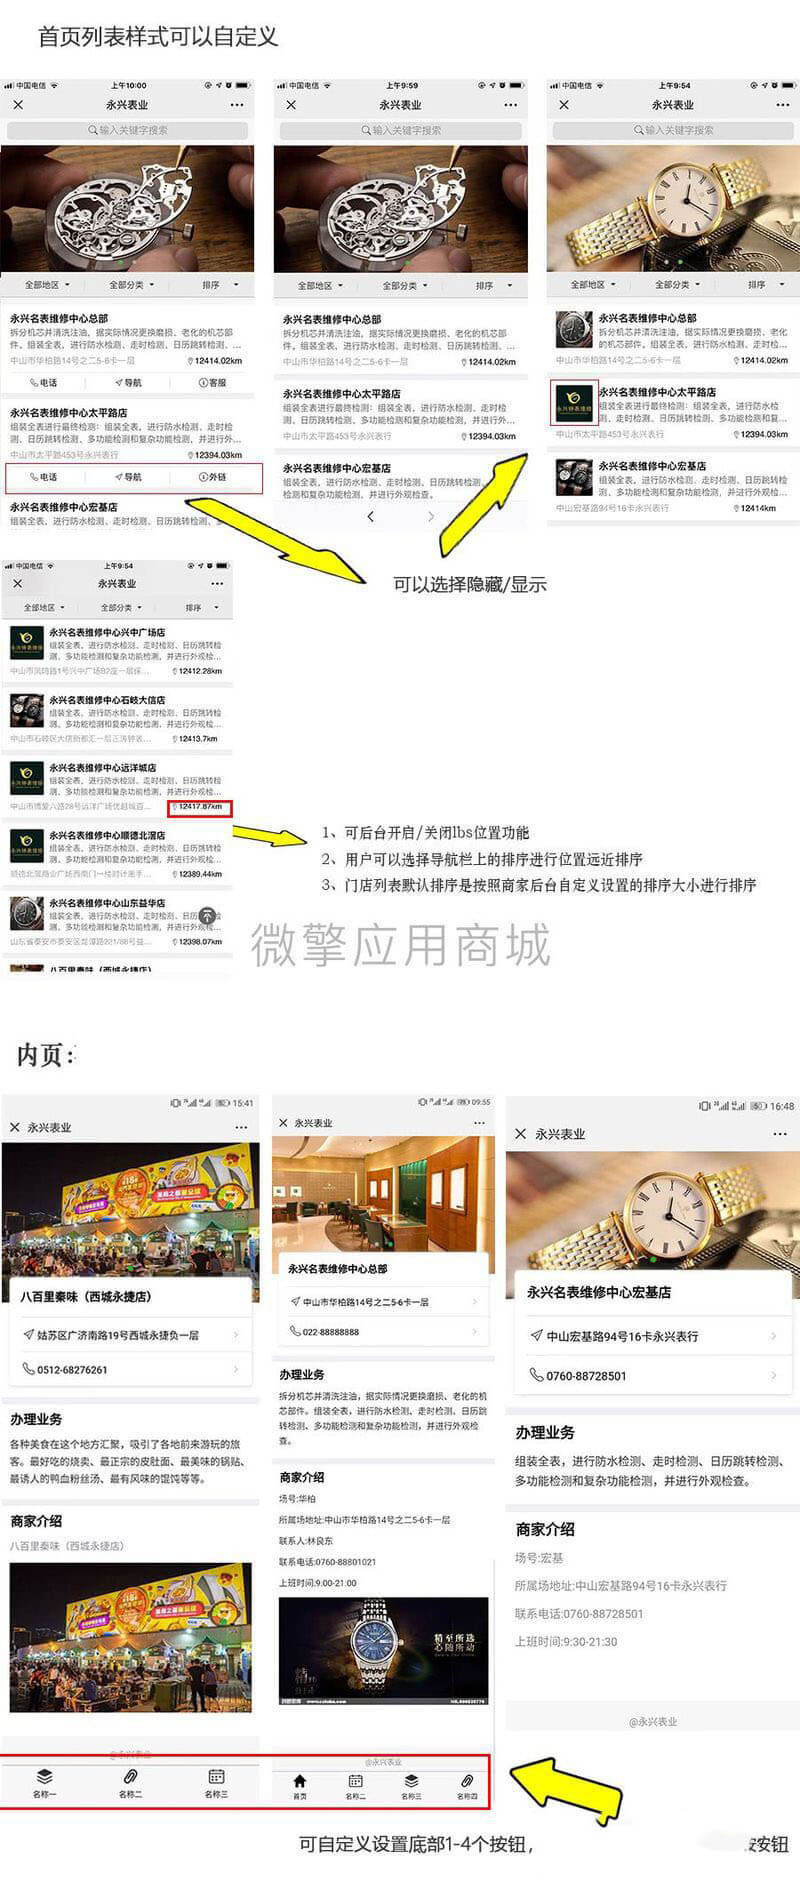 首页列表样式可以自定义
中国电信
上午10:00
永兴表业
输入关键字搜索
全部地区
全部分类
排序
永兴名表维修中心总部
拆分机芯并清洗注油，据实际情况更换磨损、老化的机芯部
件。组装全表，进行防水检测、走时检测、日历跳转检测、…
中山市华柏路14号之二5-6卡一层
12414.02km
电话
导航
客服
永兴名表维修中心太平路店
组装全表进行最终检测：组装全表，进行防水检测、走时检
测、日历跳转检测、多功能检测和复杂功能检测，并进行外…
中山市太平路453号永兴表行
12394.03km
电话
导航
外链
永兴名表维修中心宏基店
组装全表，进行防水检测、走时检测、日历跳转检测、多
中国电信
上午9:59
永兴表业
输入关键字搜索
全部地区
全部分类
排序
永兴名表维修中心总部
拆分机芯并清洗注油，据实际情况更换磨损、老化的机芯部
件。组装全表，进行防水检测、走时检测、日历跳转检测、…
中山市华柏路14号之二5-6卡一层
12414.02km
永兴名表维修中心太平路店
组装全表进行最终检测：组装全表，进行防水检测、走时检
测、日历跳转检测、多功能检测和复杂功能检测，并进行外…
中山市太平路453号永兴表行
12394.03km
永兴名表维修中心宏基店
组装全表，进行防水检测、走时检测、日历跳转检测、多功能
检测和复杂功能检测，并进行外观检查。
中国电信
上午9:54
永兴表业
输入关键字搜索
全部地区
全部分类
排序
永兴名表维修中心总部
拆分机芯并清洗注油，据实际情况更换磨损、老化
的机芯部件。组装全表，进行防水检测、走时检…
中山市华柏路14号之二5-6卡一层
12414.02km
永兴钟表维修
永兴名表维修中心太平路店
组装全表进行最终检测：组装全表，进行防水检
测、走时检测、日历跳转检测、多功能检测和复…
中山市太平路453号永兴表行
12394.03km
永兴名表维修中心宏基店
组装全表，进行防水检测、走时检测、日历跳转检
测、多功能检测和复杂功能检测，并进行外观检…
中山宏基路94号16卡永兴表行
12414km
可以选择隐藏/显示
中国电信
上午9:54
永兴表业
全部地区
全部分类
排序
永兴名表维修中心兴中广场店
组装全表，进行防水检测、走时检测、日历跳转检
测、多功能检测和复杂功能检测，并进行外观检…
中山市凤鸣路1号兴中广场B2座一层保…
12412.28km
永兴名表维修中心石岐大信店
组装全表，进行防水检测、走时检测、日历跳转检
测、多功能检测和复杂功能检测，并进行外观检…
中山市石岐区大信新都汇一层正涛钟表…
12413.7km
永兴名表维修中心远洋城店
组装全表，进行防水检测、走时检测、日历跳转检
测、多功能检测和复杂功能检测，并进行外观检…
中山市博爱六路28号远洋广场优越城百…
12417.87km
永兴名表维修中心顺德北滘店
组装全表，进行防水检测、走时检测、日历跳转检
测、多功能检测和复杂功能检测，并进行外观检…
12389.44km
永兴名表维修中心山东益华店
组装全表，进行防水检测、走时检测、日历跳转检
测、多功能检测和复杂功能检测，并进行外观检…
山东省泰安市泰安区龙潭路221/88号益…
12398.07km
八百里秦味（西城永捷店）
1、可后台开启/关闭lbs位置功能
2、用户可以选择导航栏上的排序进行位置远近排序
3、门店列表默认排序是按照商家后台自定义设置的排序大小进行排序
微擎应用商城
内页：
15:41
永兴表业
八百里秦味（西城永捷店）
姑苏区广济南路19号西城永捷负一层
0512-68276261
办理业务
各种美食在这个地方汇聚，吸引了各地前来游玩的旅
客。最好吃的烧卖、最正宗的皮肚面、最美味的锅贴、
最诱人的鸭血粉丝汤、最有风味的馄饨等等。
商家介绍
八百里秦味（西城永捷店）
@永兴表业
名称一
名称二
名称三
09:55
永兴表业
永兴名表维修中心总部
中山市华柏路14号之二5-6卡一层
022-88888888
办理业务
拆分机芯并清洗注油，据实际情况更换磨损、老化的机
芯部件。组装全表，进行防水检测、走时检测、日历跳
转检测、多功能检测和复杂功能检测，并进行外观检
查。
商家介绍
场号:华柏
所属场地址:中山市华柏路14号之二5-6卡一层
联系人:林良东
联系电话:0760-88801021
上班时间:9:00-21:00
精至所选
心随所动
@永兴表业
首页
名称二
名称三
名称四
16:48
永兴表业
永兴名表维修中心宏基店
中山宏基路94号16卡永兴表行
0760-88728501
办理业务
组装全表，进行防水检测、走时检测、日历跳转检测、
多功能检测和复杂功能检测，并进行外观检查。
商家介绍
场号:宏基
所属场地址:中山宏基路94号16卡永兴表行
联系电话:0760-88728501
上班时间:9:30-21:30
@永兴表业
可自定义设置底部1-4个按钮，
按钮